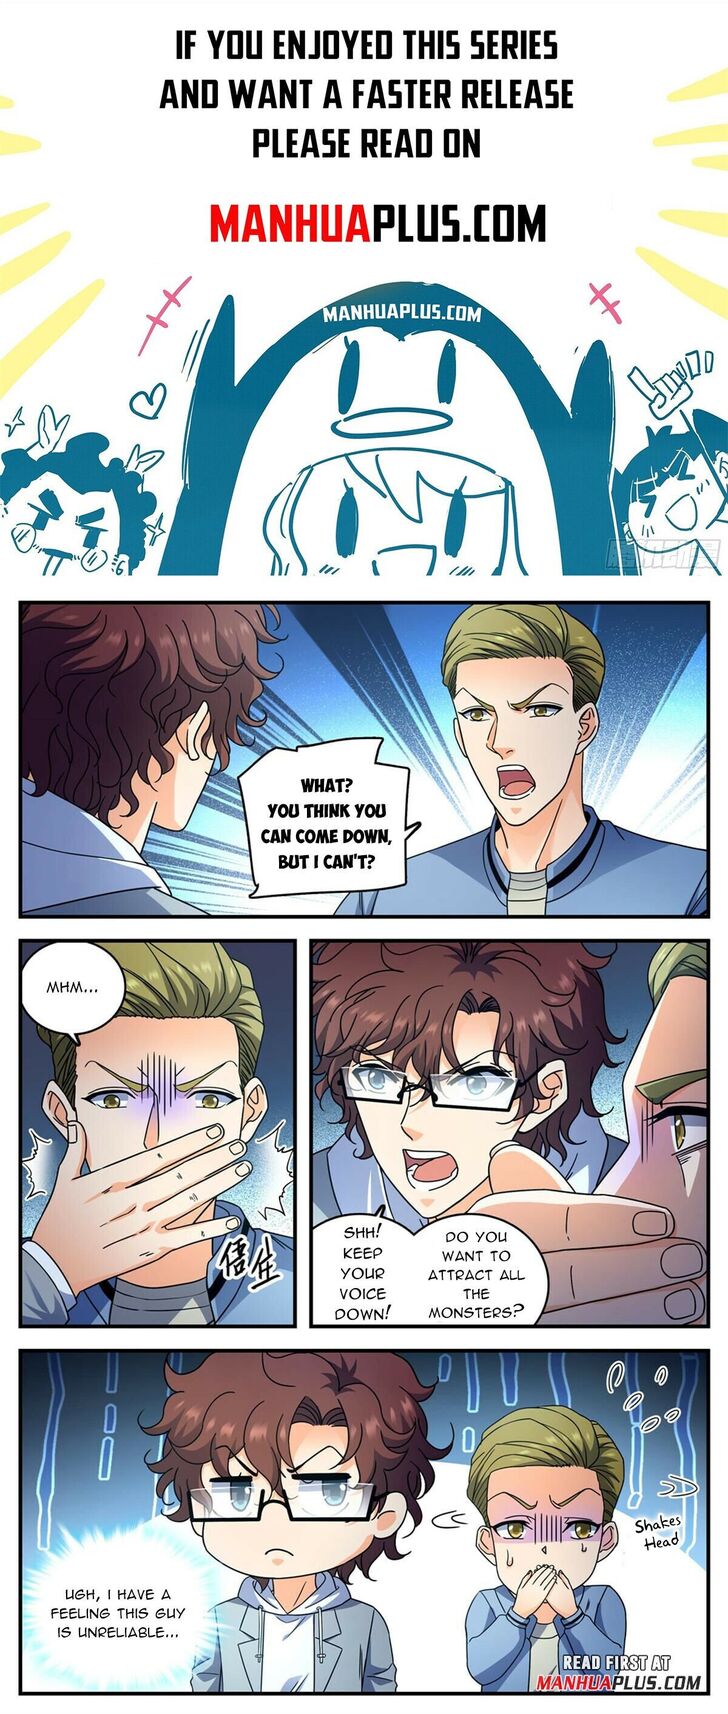 IF YOU ENJOYED THIS SERIES
AND WANT A FASTER RELEASE
PLEASE READ ON
MANHUAPLUS.COM
MANHUAPLUS.COM
WHAT?
YOU THINK YOU
CAN COME DOWN,
BUT I CAN'T?
MHM...
SHH!
KEEP
YOUR
VOICE
DOWN!
DO YOU
WANT TO
ATTRACT ALL
THE
MONSTERS?
UGH, I HAVE A
FEELING THIS GUY
IS UNRELIABLE...
Shakes
Head
READ FIRST AT
MANHUAPLUS.COM